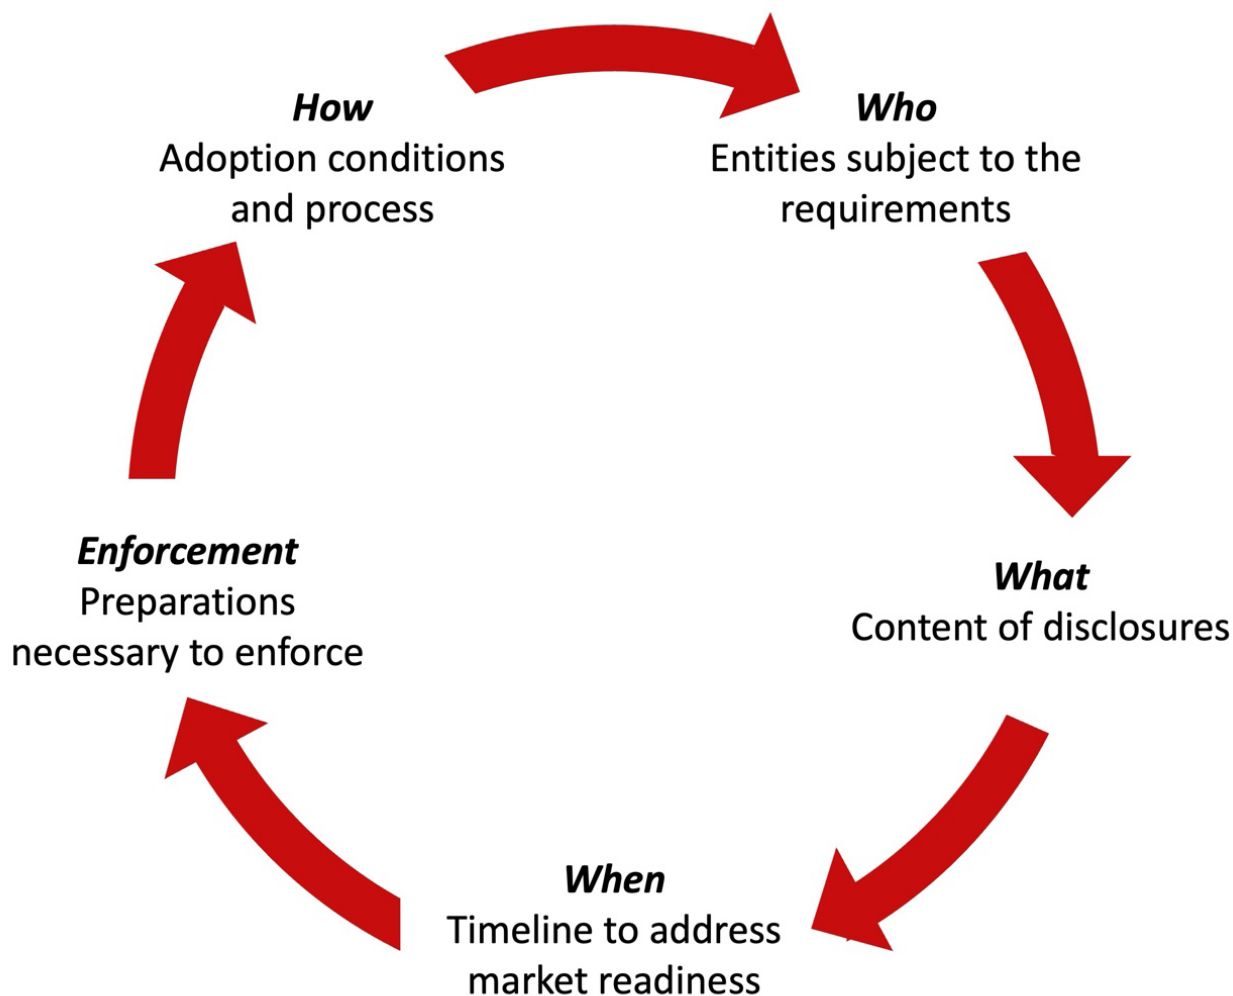 How
Adoption conditions
and process
Who
Entities subject to the
requirements
What
Content of disclosures
When
Timeline to address
market readiness
Enforcement
Preparations
necessary to enforce